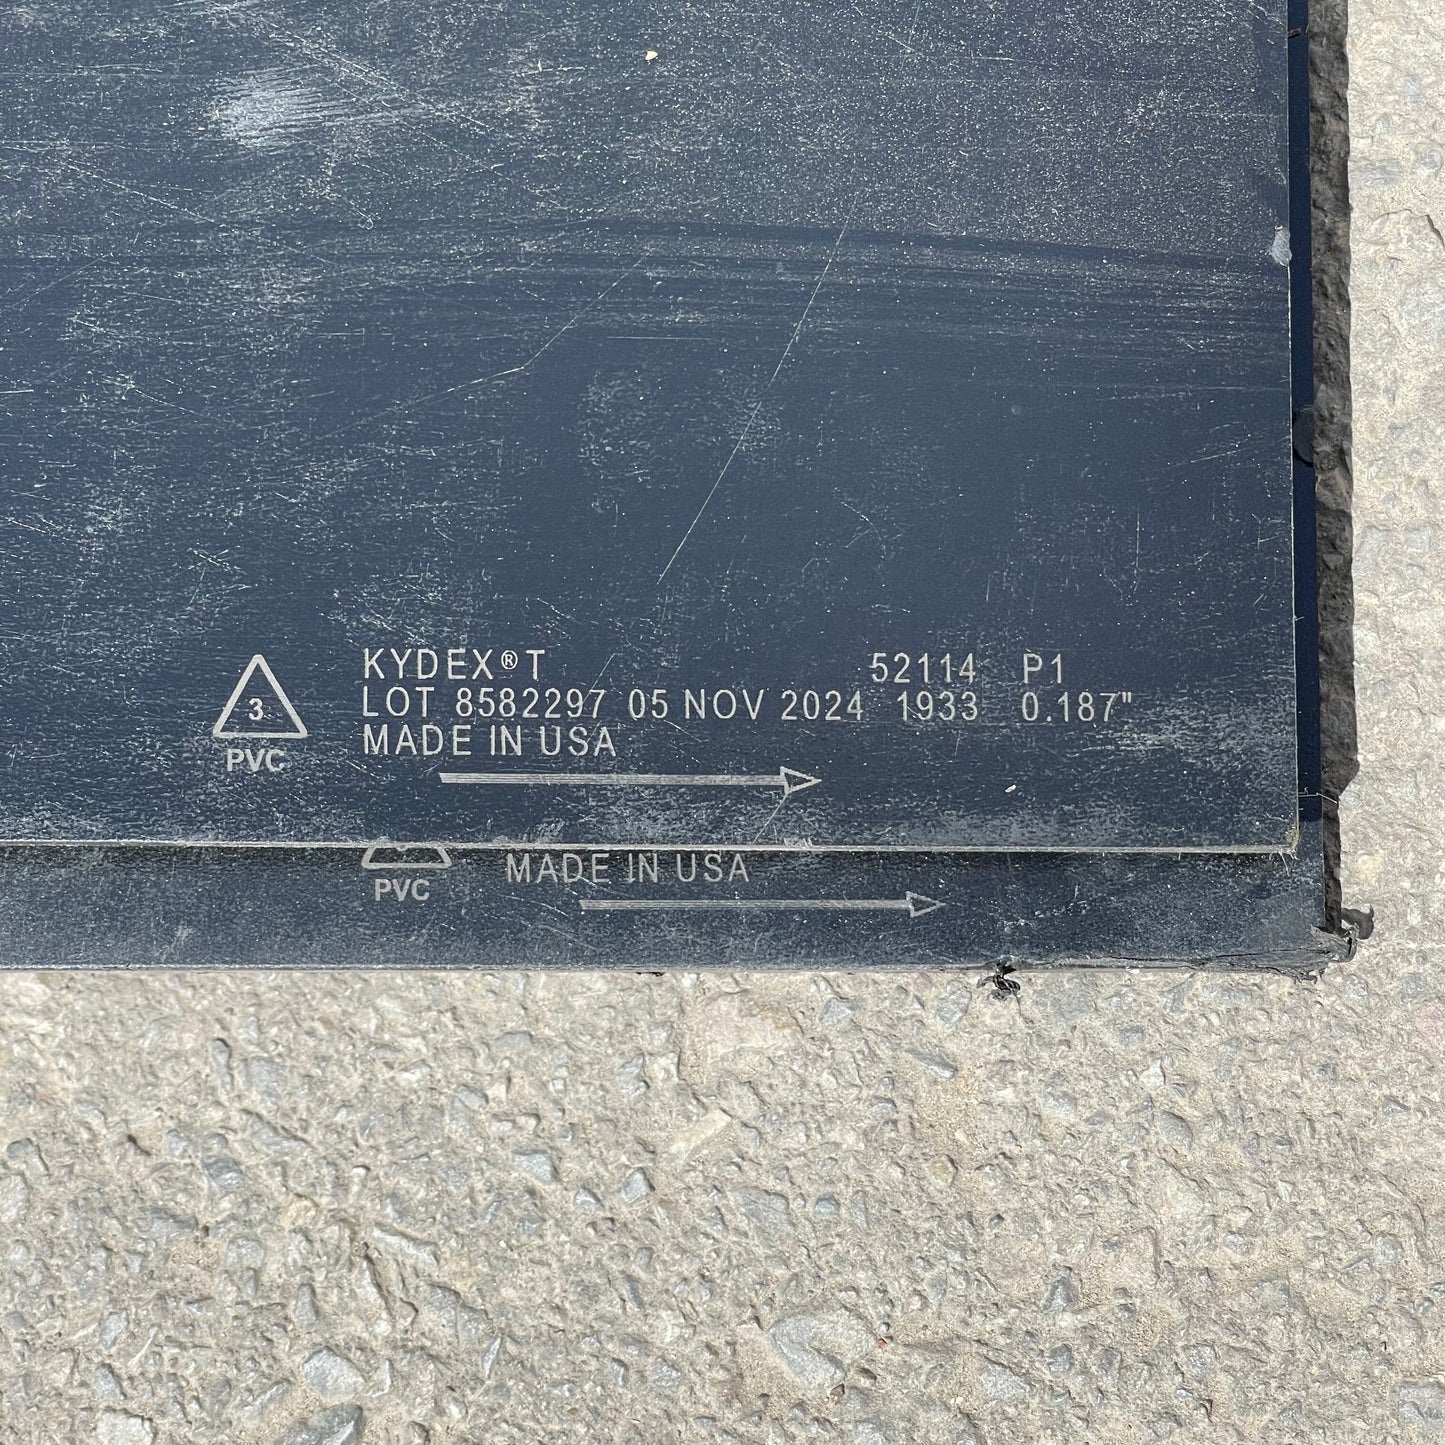 KYDEX® T 52114 P1
LOT 8582297 05 NOV 2024 1933 0.187"
MADE IN USA
3
PVC
MADE IN USA
PVC